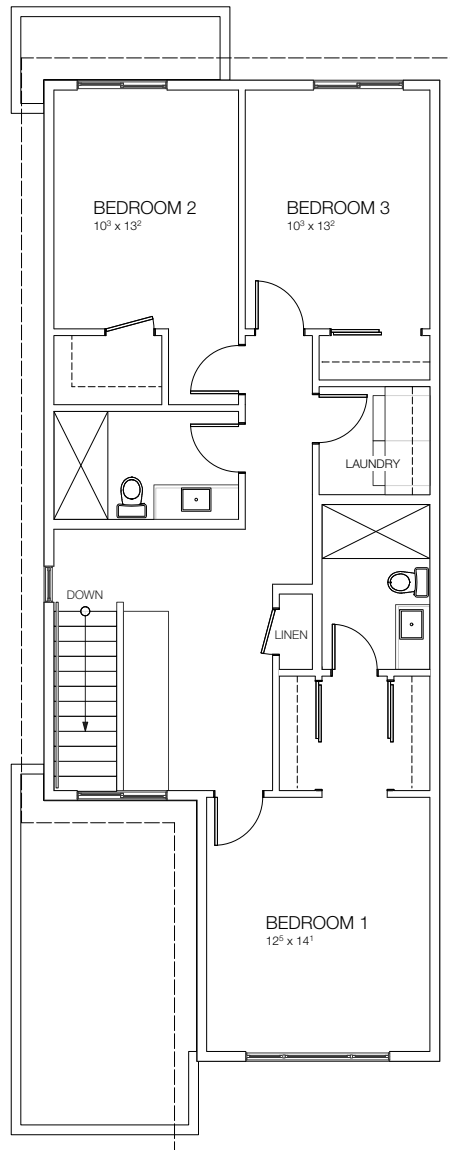 BEDROOM 2
10³ x 13²
BEDROOM 3
10³ x 13²
LAUNDRY
DOWN
LINEN
BEDROOM 1
12⁵ x 14¹